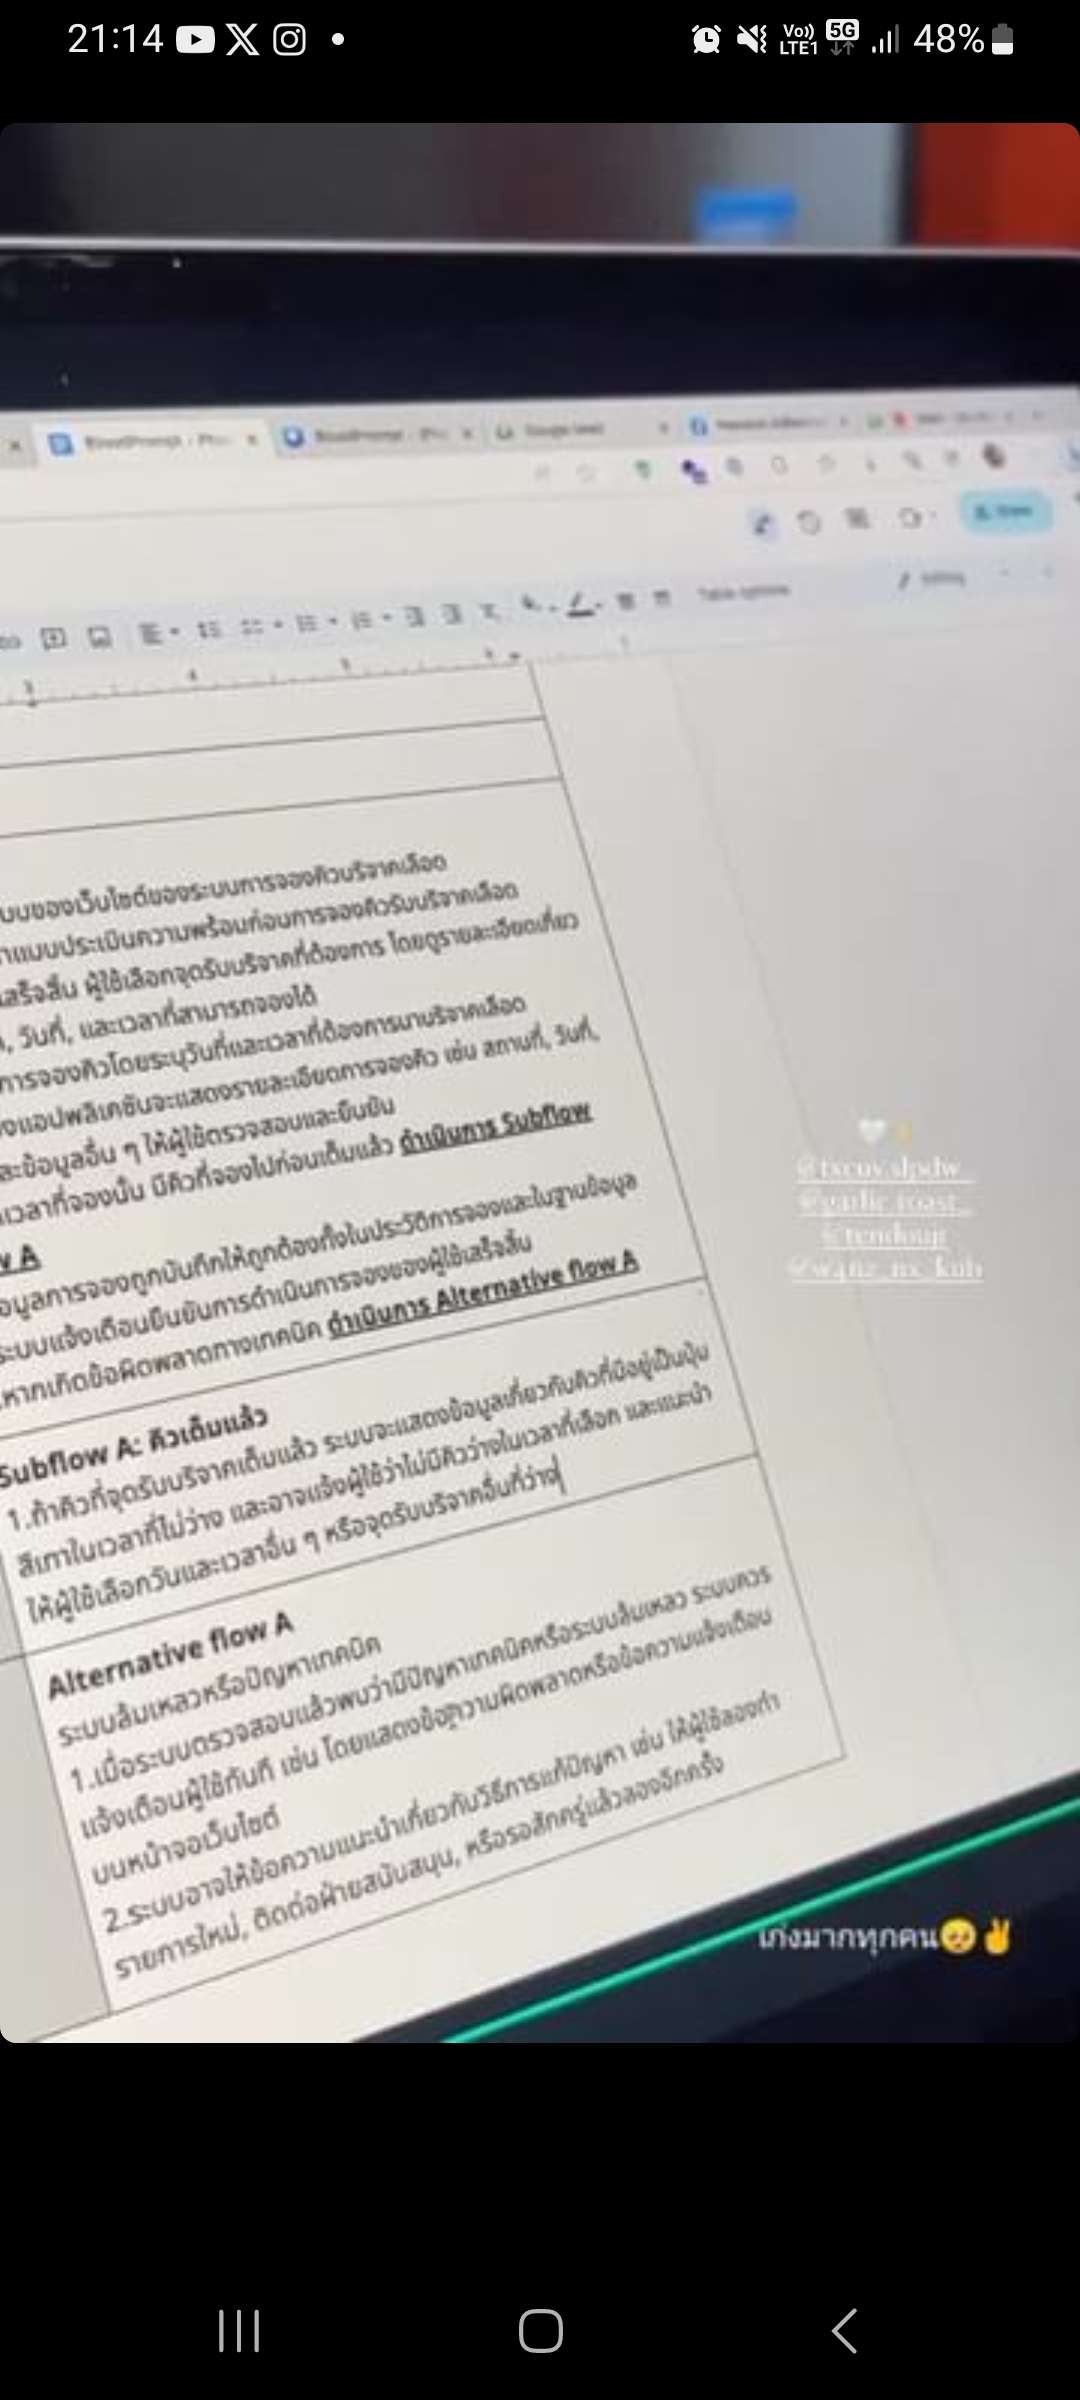 21:14
Vo)) LTE1
5G
48%
Share
Table options
Editing
บบของเว็บไซต์ของระบบการจองคิวบริจาคเลือด
าแบบประเมินความพร้อมก่อนการจองคิวรับบริจาคเลือด
เสร็จสิ้น ผู้ใช้เลือกจุดรับบริจาคที่ต้องการ โดยดูรายละเอียดเกี่ยว
, วันที่, และเวลาที่สามารถจองได้
การจองคิวโดยระบุวันที่และเวลาที่ต้องการมาบริจาคเลือด
งแอปพลิเคชันจะแสดงรายละเอียดการจองคิว เช่น สถานที่, วันที่,
ละข้อมูลอื่น ๆ ให้ผู้ใช้ตรวจสอบและยืนยัน
เวลาที่จองนั้น มีคิวที่จองไปก่อนเต็มแล้ว ดำเนินการ Subflow
A
อมูลการจองถูกบันทึกให้ถูกต้องทั้งในประวัติการจองและในฐานข้อมูล
ระบบแจ้งเตือนยืนยันการดำเนินการจองของผู้ใช้เสร็จสิ้น
หากเกิดข้อผิดพลาดทางเทคนิค ดำเนินการ Alternative flow A
Subflow A: คิวเต็มแล้ว
1.ถ้าคิวที่จุดรับบริจาคเต็มแล้ว ระบบจะแสดงข้อมูลเกี่ยวกับคิวที่มีอยู่เป็นปุ่ม
สีเทาในเวลาที่ไม่ว่าง และอาจแจ้งผู้ใช้ว่าไม่มีคิวว่างในเวลาที่เลือก และแนะนำ
ให้ผู้ใช้เลือกวันและเวลาอื่น ๆ หรือจุดรับบริจาคอื่นที่ว่าง
Alternative flow A
ระบบล้มเหลวหรือปัญหาเทคนิค
1.เมื่อระบบตรวจสอบแล้วพบว่ามีปัญหาเทคนิคหรือระบบล้มเหลว ระบบควร
แจ้งเตือนผู้ใช้ทันที เช่น โดยแสดงข้อความผิดพลาดหรือข้อความแจ้งเตือน
บนหน้าจอเว็บไซต์
2.ระบบอาจให้ข้อความแนะนำเกี่ยวกับวิธีการแก้ปัญหา เช่น ให้ผู้ใช้ลองทำ
รายการใหม่, ติดต่อฝ่ายสนับสนุน, หรือรอสักครู่แล้วลองอีกครั้ง
เก่งมากทุกคน🥺✌️